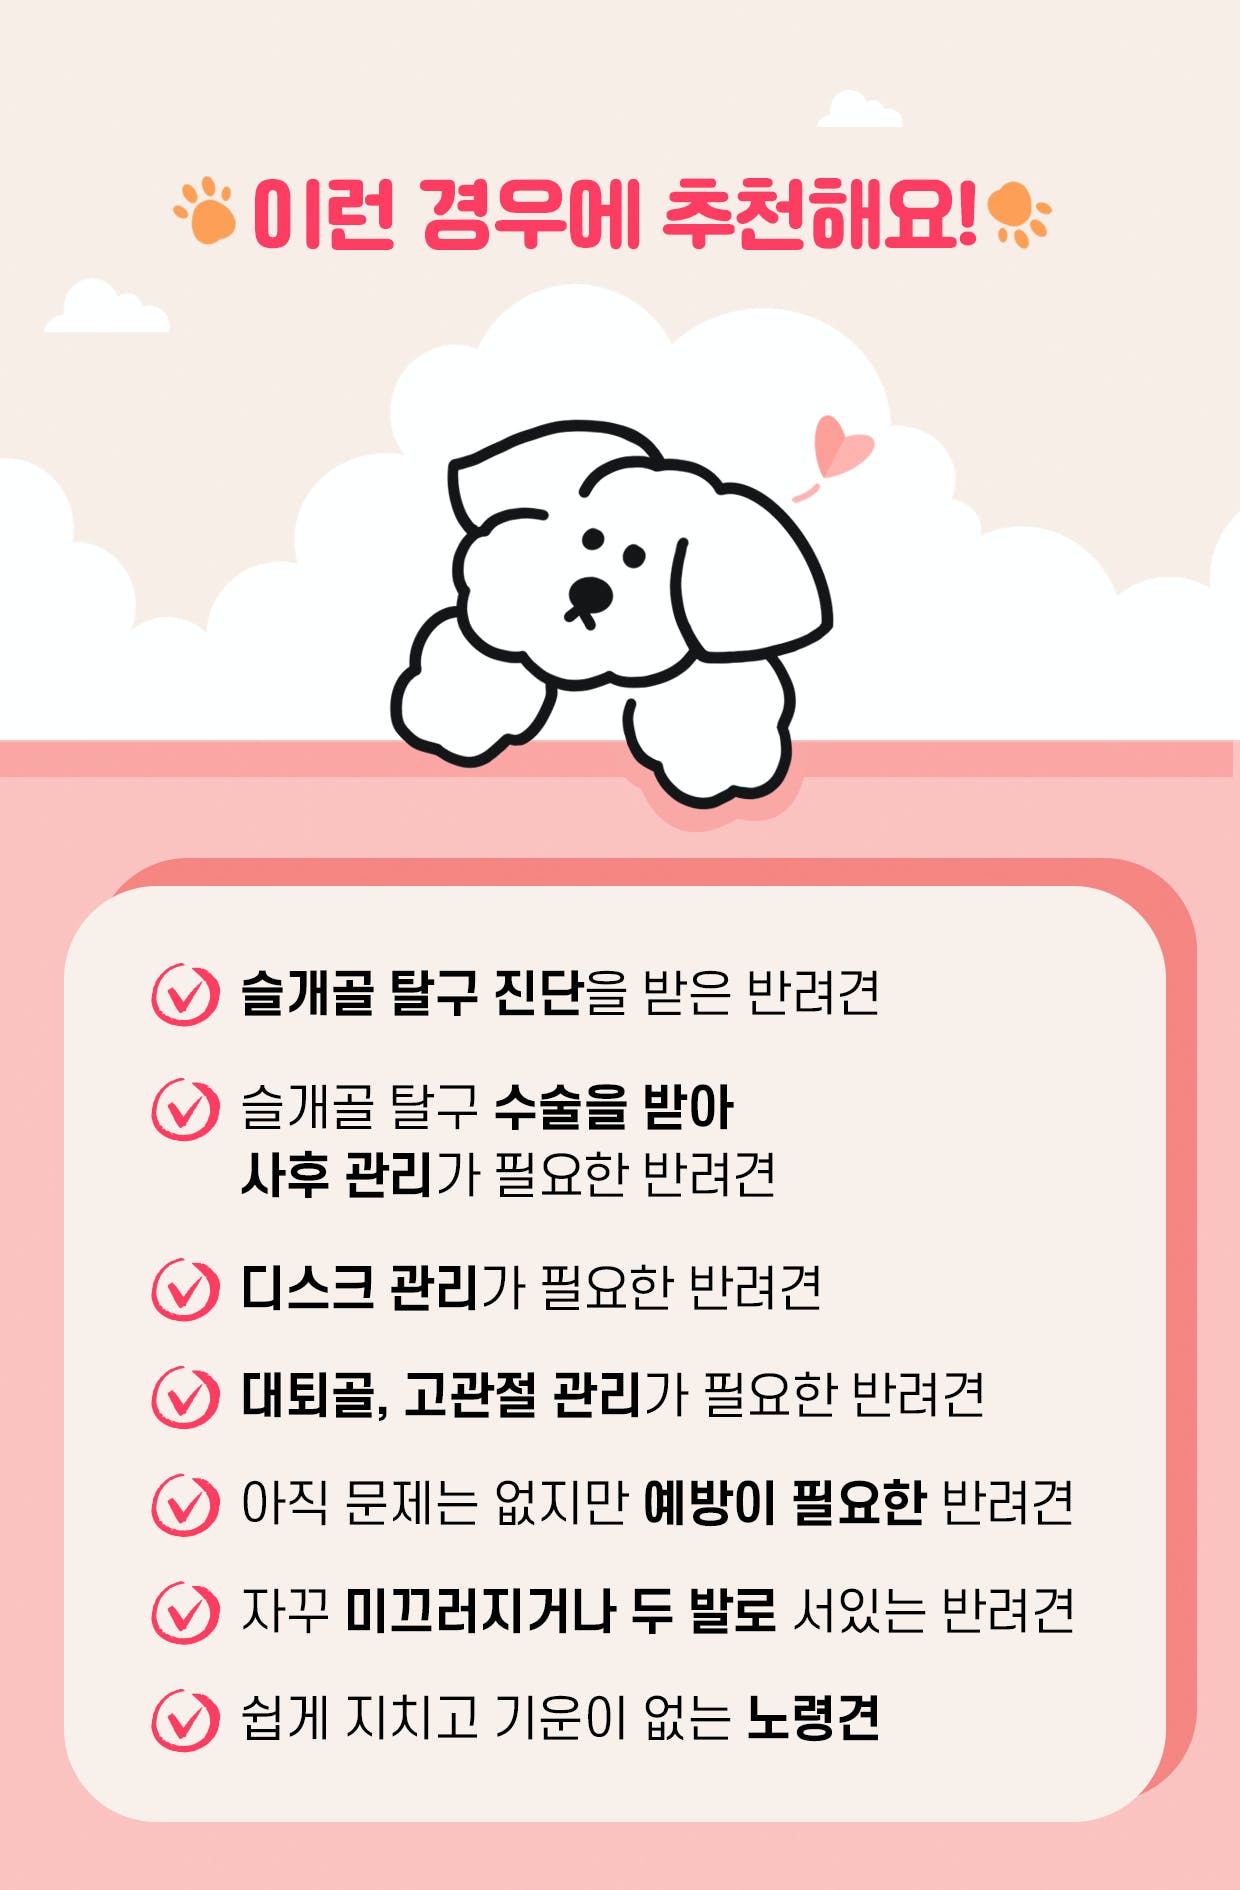 이런 경우에 추천해요!
슬개골 탈구 진단을 받은 반려견
슬개골 탈구 수술을 받아
사후 관리가 필요한 반려견
디스크 관리가 필요한 반려견
대퇴골, 고관절 관리가 필요한 반려견
아직 문제는 없지만 예방이 필요한 반려견
자꾸 미끄러지거나 두 발로 서있는 반려견
쉽게 지치고 기운이 없는 노령견